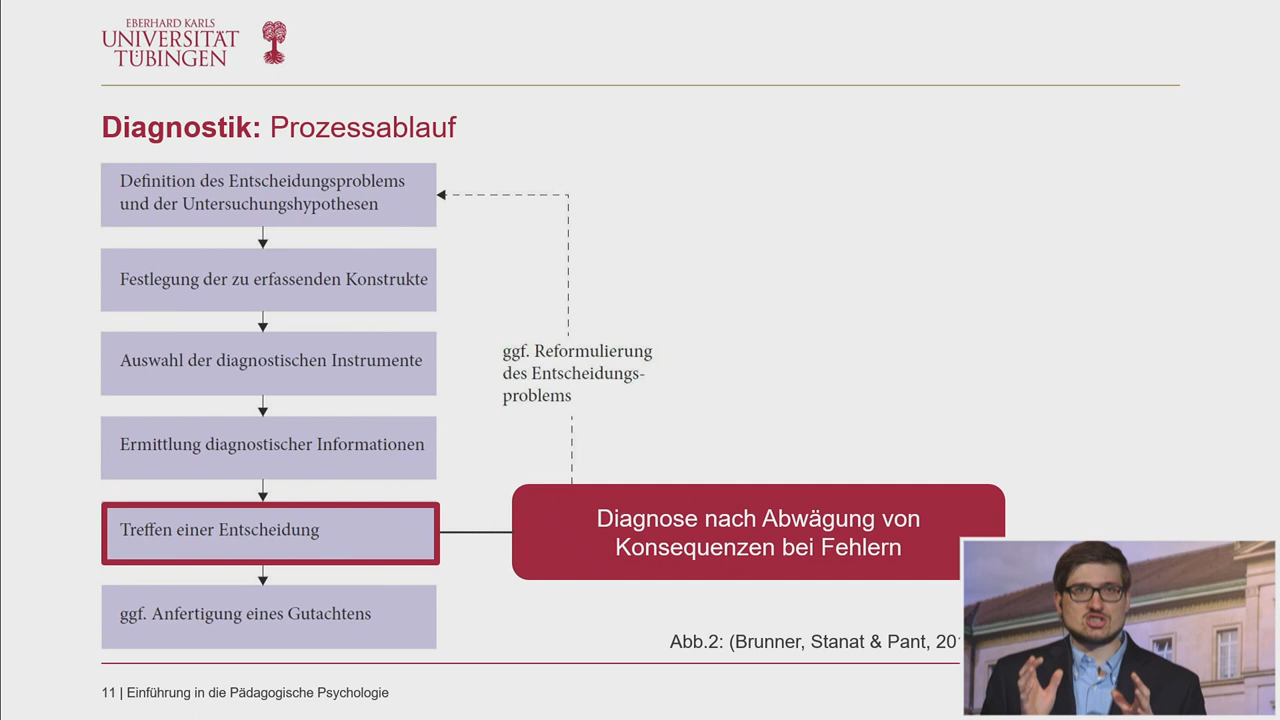 EBERHARD KARLS
UNIVERSITÄT
TÜBINGEN
Diagnostik: Prozessablauf
Definition des Entscheidungsproblems
und der Untersuchungshypothesen
Festlegung der zu erfassenden Konstrukte
Auswahl der diagnostischen Instrumente
ggf. Reformulierung
des Entscheidungs-
problems
Ermittlung diagnostischer Informationen
Treffen einer Entscheidung
Diagnose nach Abwägung von
Konsequenzen bei Fehlern
ggf. Anfertigung eines Gutachtens
Abb.2: (Brunner, Stanat & Pant,
11 | Einführung in die Pädagogische Psychologie